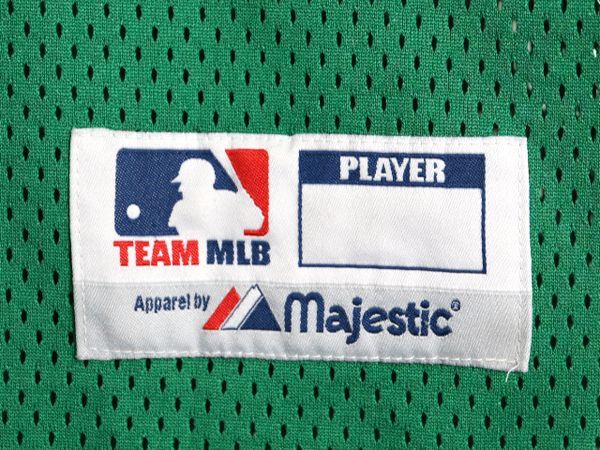 PLAYER
TEAM MLB
Apparel by Majestic®